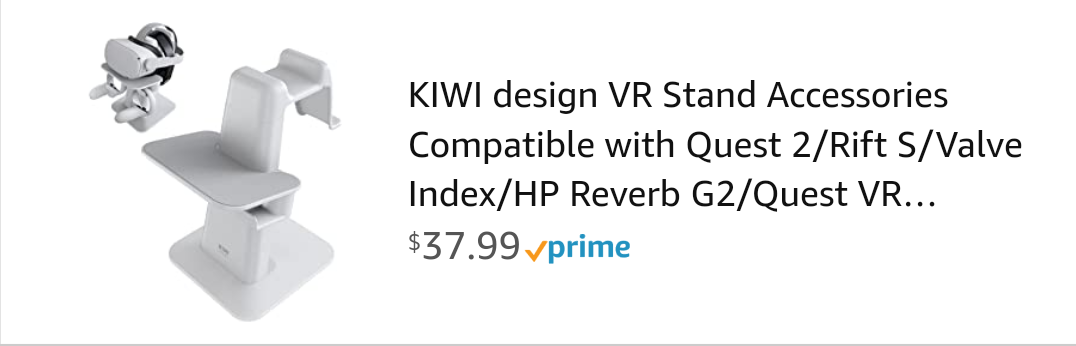 KIWI design VR Stand Accessories
Compatible with Quest 2/Rift S/Valve
Index/HP Reverb G2/Quest VR...
$37.99 prime